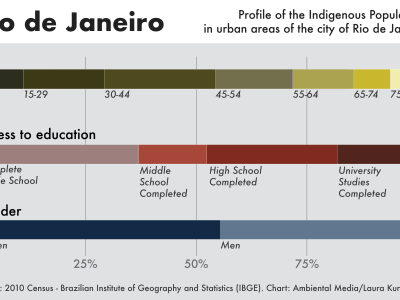 o de Janeiro
Profile of the Indigenous Popul
in urban areas of the city of Rio de Ja
15-29 30-44 45-54 55-64 65-74 75
ess to education
plete
e School
Middle
School
Completed
High School
Completed
University
Studies
Completed
der
en
Men
25% 50% 75%
: 2010 Census - Brazilian Institute of Geography and Statistics (IBGE). Chart: Ambiental Media/Laura Kur